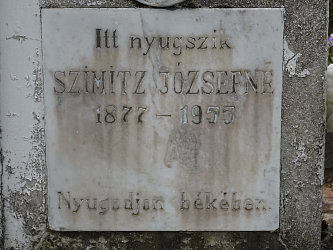 Itt nyugszik
SZIMITZ JÓZSEFNÉ
1877-1955
Nyugodjon békében.